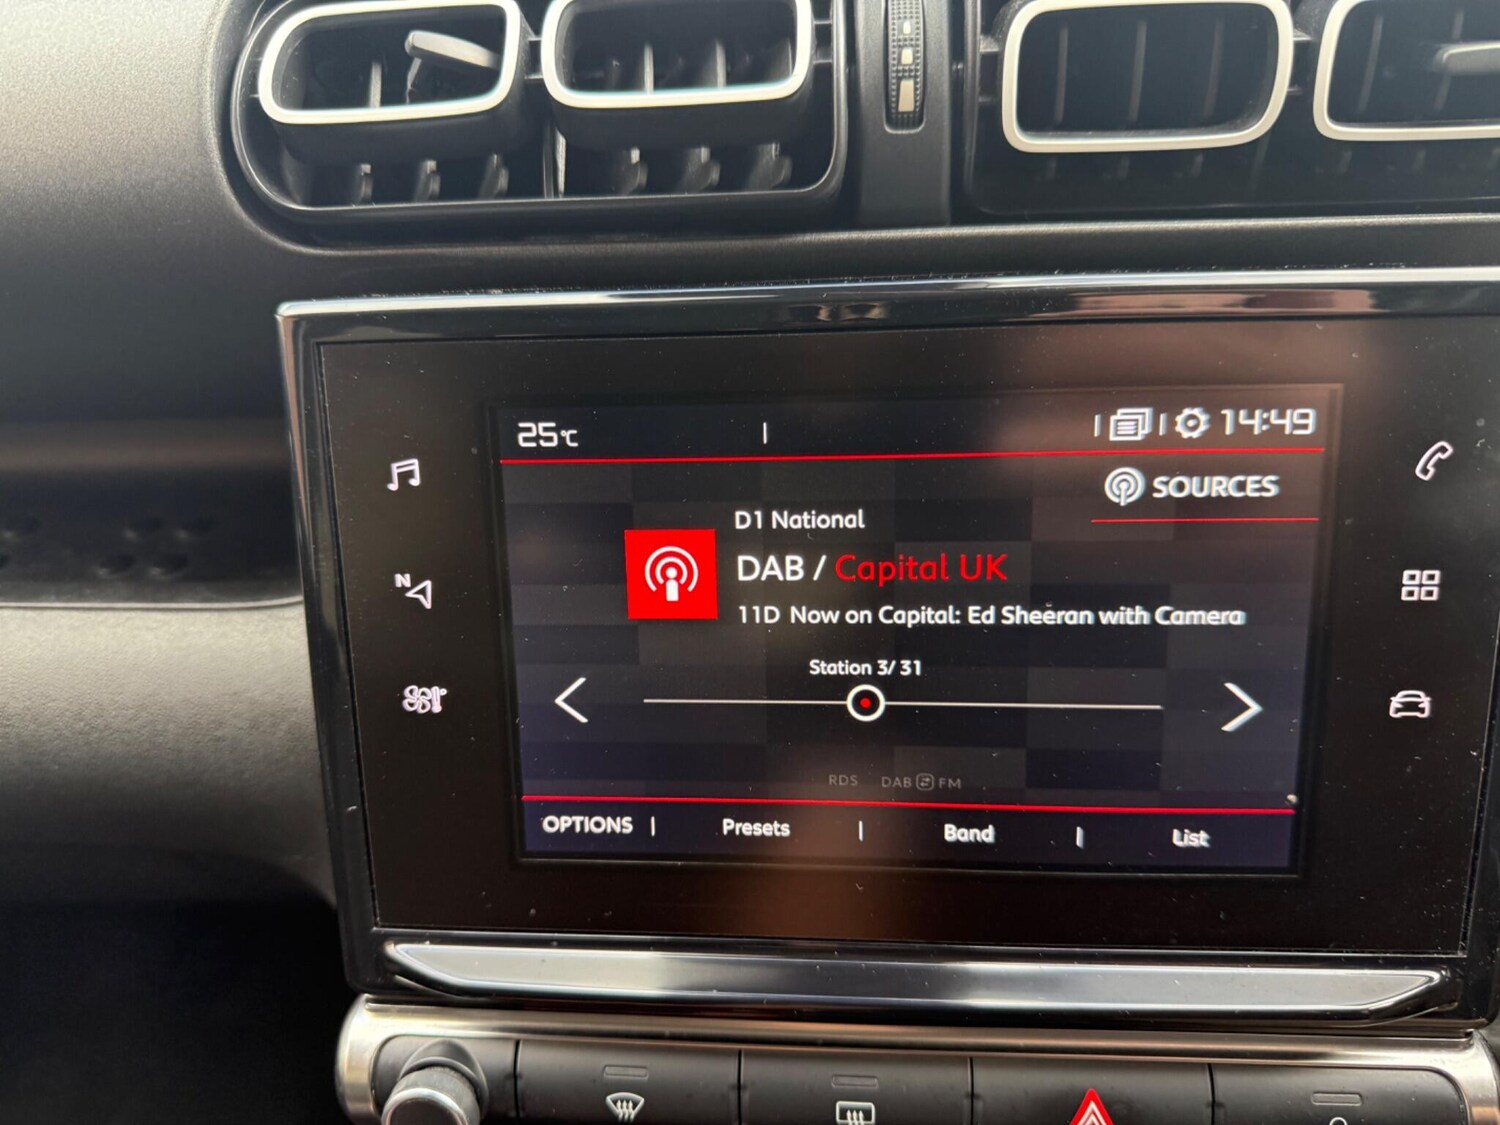 25°C
14:49
SOURCES
D1 National
DAB / Capital UK
11D Now on Capital: Ed Sheeran with Camera
Station 3/ 31
N
RDS DAB FM
OPTIONS | Presets | Band | List